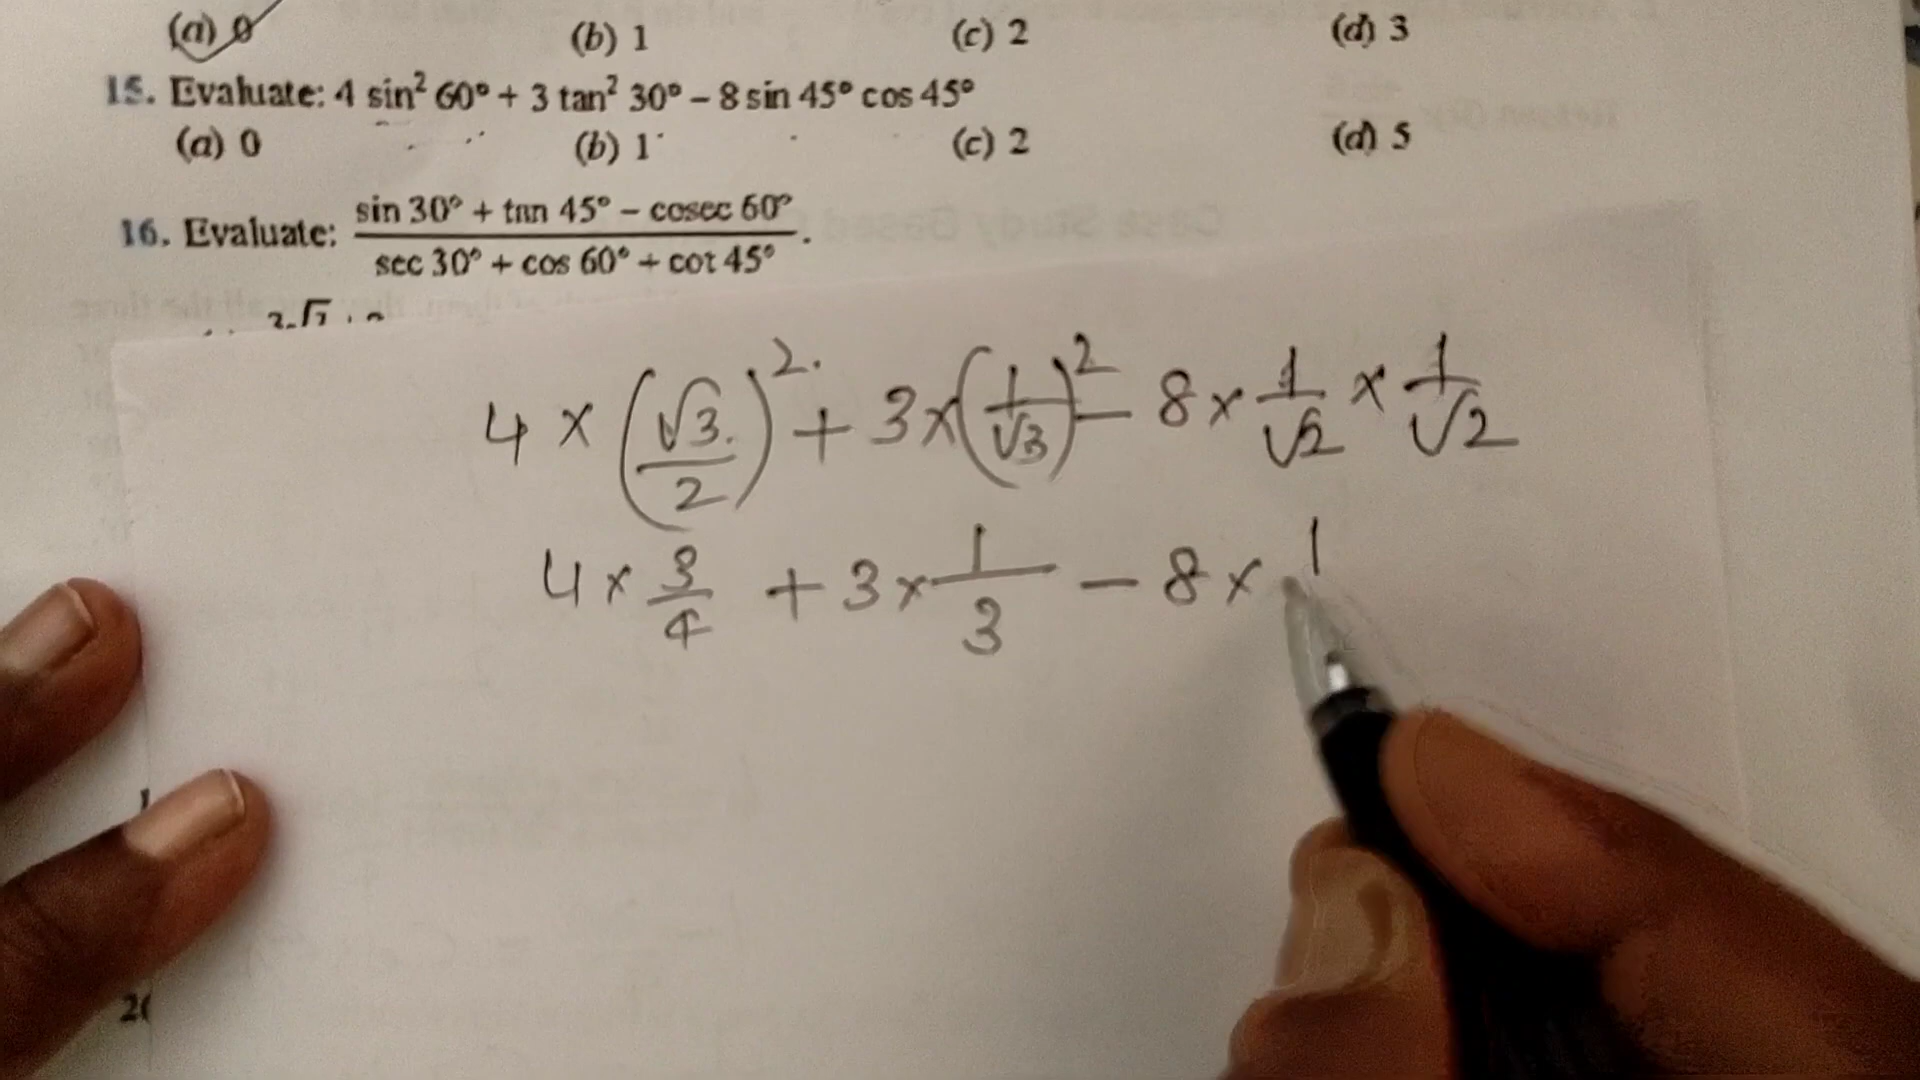 (a) 0 (b) 1 (c) 2 (d) 3
15. Evaluate: 4 sin² 60° + 3 tan² 30° – 8 sin 45° cos 45°
(a) 0 (b) 1 (c) 2 (d) 5
16. Evaluate: (sin 30° + tan 45° – cosec 60°) / (sec 30° + cos 60° + cot 45°).
4 × (√3/2)² + 3 × (1/√3)² – 8 × 1/√2 × 1/√2
4 × 3/4 + 3 × 1/3 – 8 × 1